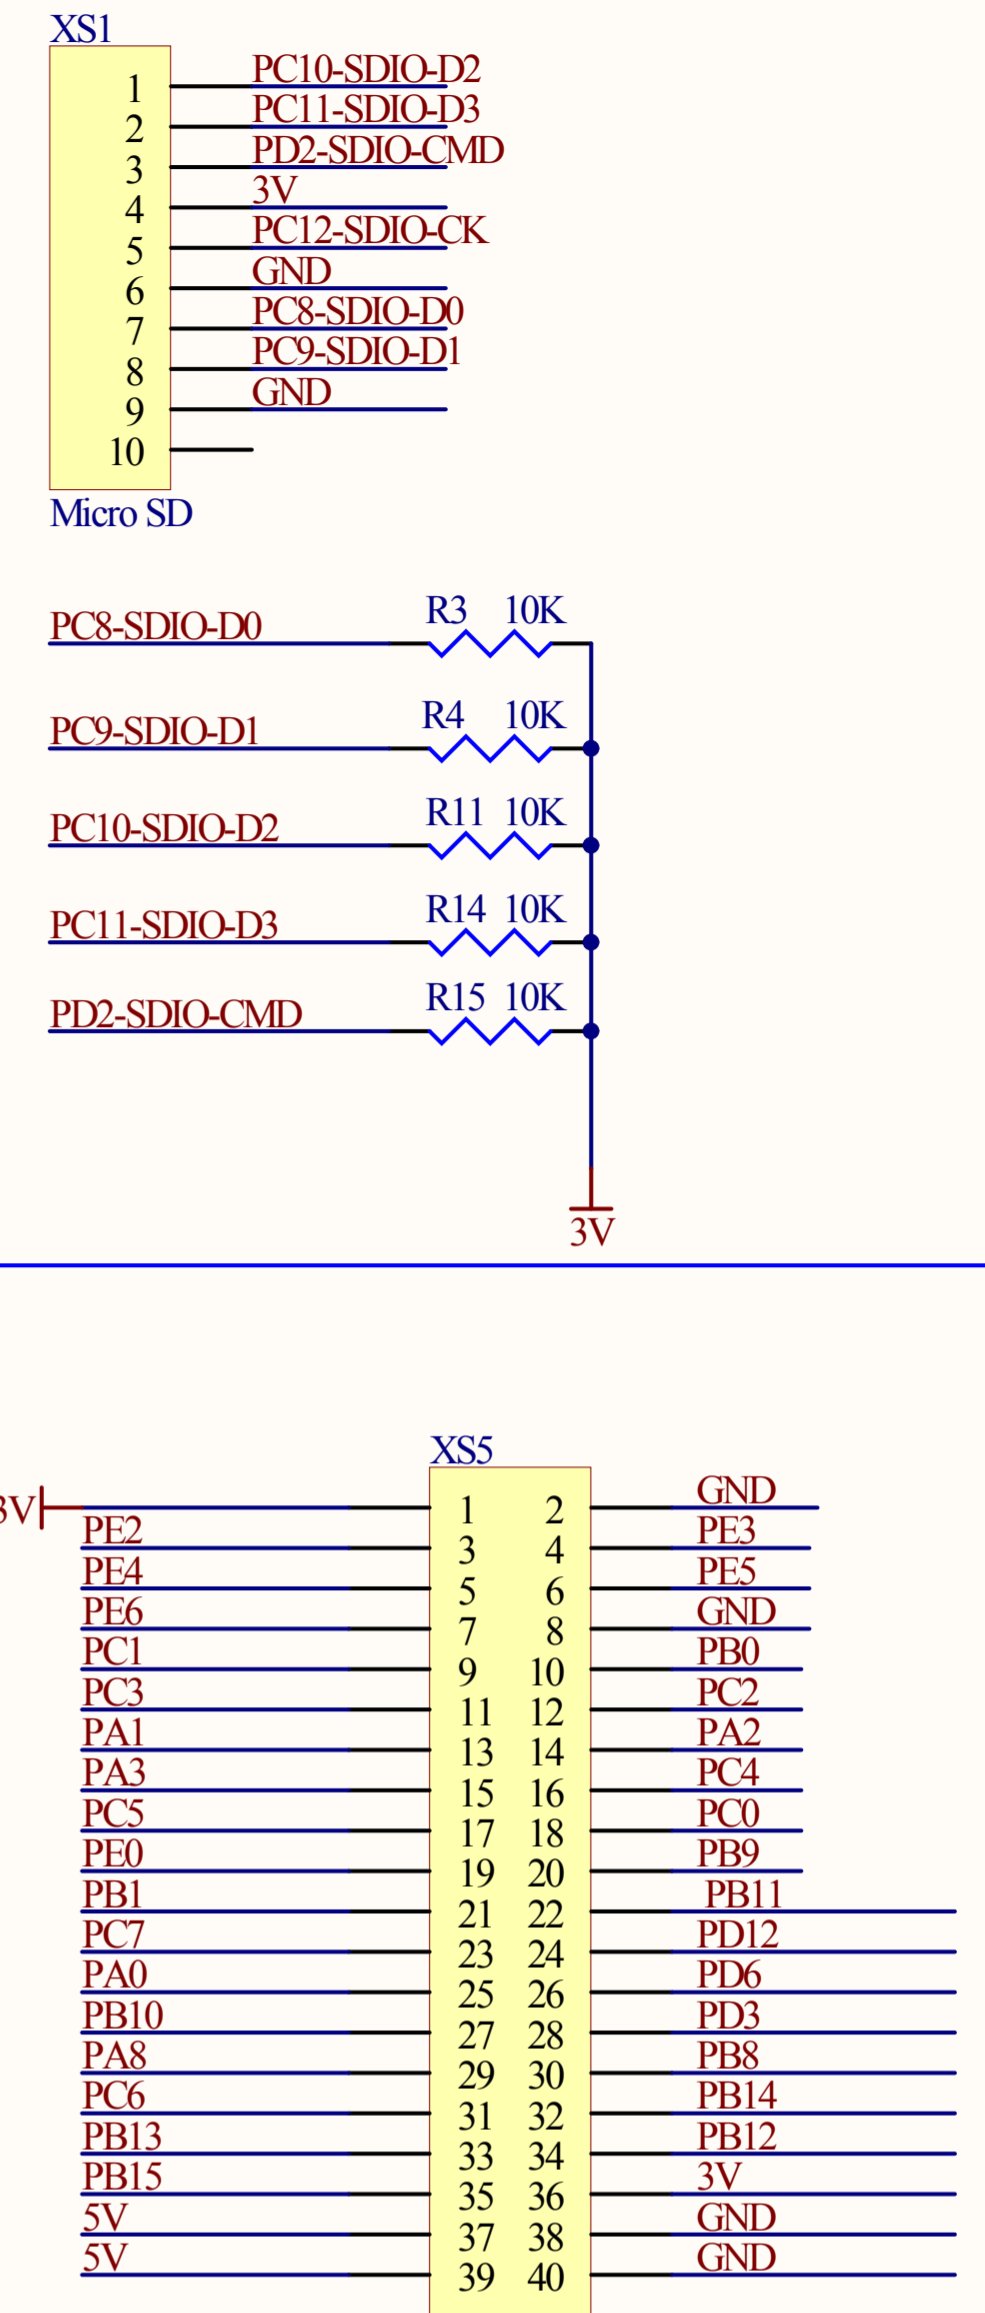 XS1
1 PC10-SDIO-D2
2 PC11-SDIO-D3
3 PD2-SDIO-CMD
4 3V
5 PC12-SDIO-CK
6 GND
7 PC8-SDIO-D0
8 PC9-SDIO-D1
9 GND
10
Micro SD
PC8-SDIO-D0 R3 10K
PC9-SDIO-D1 R4 10K
PC10-SDIO-D2 R11 10K
PC11-SDIO-D3 R14 10K
PD2-SDIO-CMD R15 10K
3V
XS5
3V 1 2 GND
PE2 3 4 PE3
PE4 5 6 PE5
PE6 7 8 GND
PC1 9 10 PB0
PC3 11 12 PC2
PA1 13 14 PA2
PA3 15 16 PC4
PC5 17 18 PC0
PE0 19 20 PB9
PB1 21 22 PB11
PC7 23 24 PD12
PA0 25 26 PD6
PB10 27 28 PD3
PA8 29 30 PB8
PC6 31 32 PB14
PB13 33 34 PB12
PB15 35 36 3V
5V 37 38 GND
5V 39 40 GND